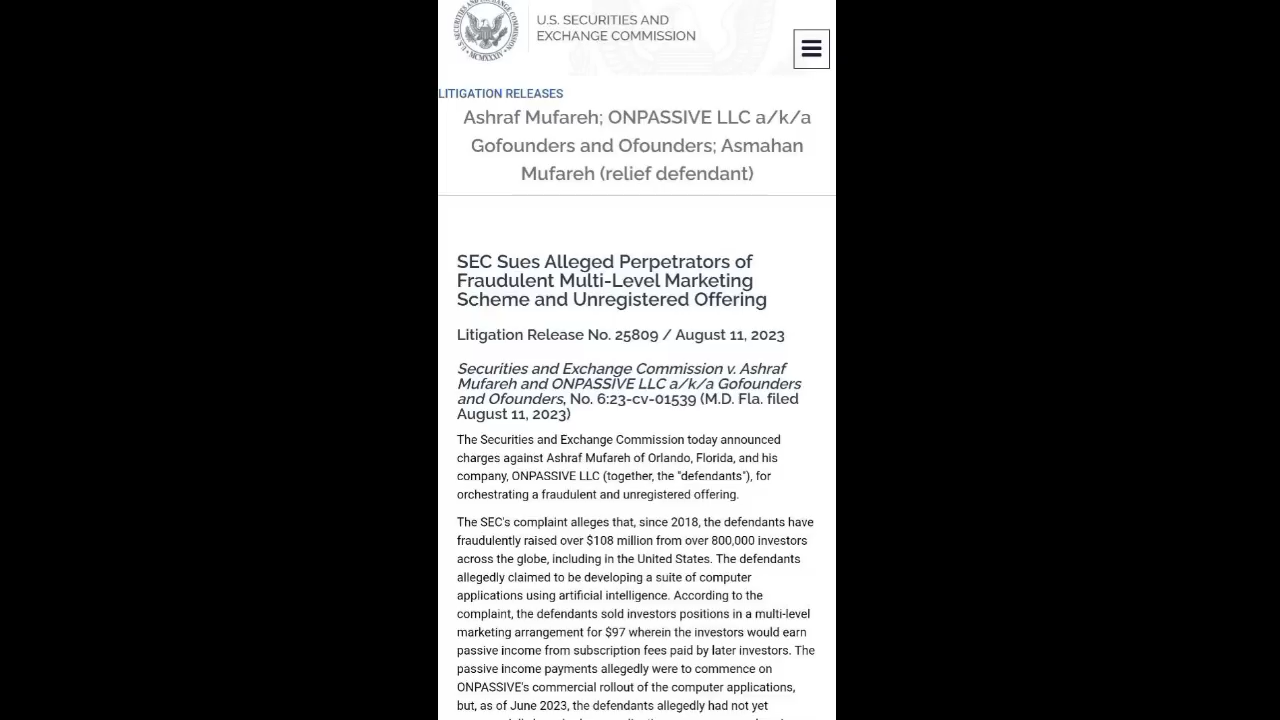 U.S. SECURITIES AND
EXCHANGE COMMISSION
LITIGATION RELEASES
Ashraf Mufareh; ONPASSIVE LLC a/k/a
Gofounders and Ofounders; Asmahan
Mufareh (relief defendant)
SEC Sues Alleged Perpetrators of
Fraudulent Multi-Level Marketing
Scheme and Unregistered Offering
Litigation Release No. 25809 / August 11, 2023
Securities and Exchange Commission v. Ashraf
Mufareh and ONPASSIVE LLC a/k/a Gofounders
and Ofounders, No. 6:23-cv-01539 (M.D. Fla. filed
August 11, 2023)
The Securities and Exchange Commission today announced
charges against Ashraf Mufareh of Orlando, Florida, and his
company, ONPASSIVE LLC (together, the "defendants"), for
orchestrating a fraudulent and unregistered offering.
The SEC's complaint alleges that, since 2018, the defendants have
fraudulently raised over $108 million from over 800,000 investors
across the globe, including in the United States. The defendants
allegedly claimed to be developing a suite of computer
applications using artificial intelligence. According to the
complaint, the defendants sold investors positions in a multi-level
marketing arrangement for $97 wherein the investors would earn
passive income from subscription fees paid by later investors. The
passive income payments allegedly were to commence on
ONPASSIVE's commercial rollout of the computer applications,
but, as of June 2023, the defendants allegedly had not yet